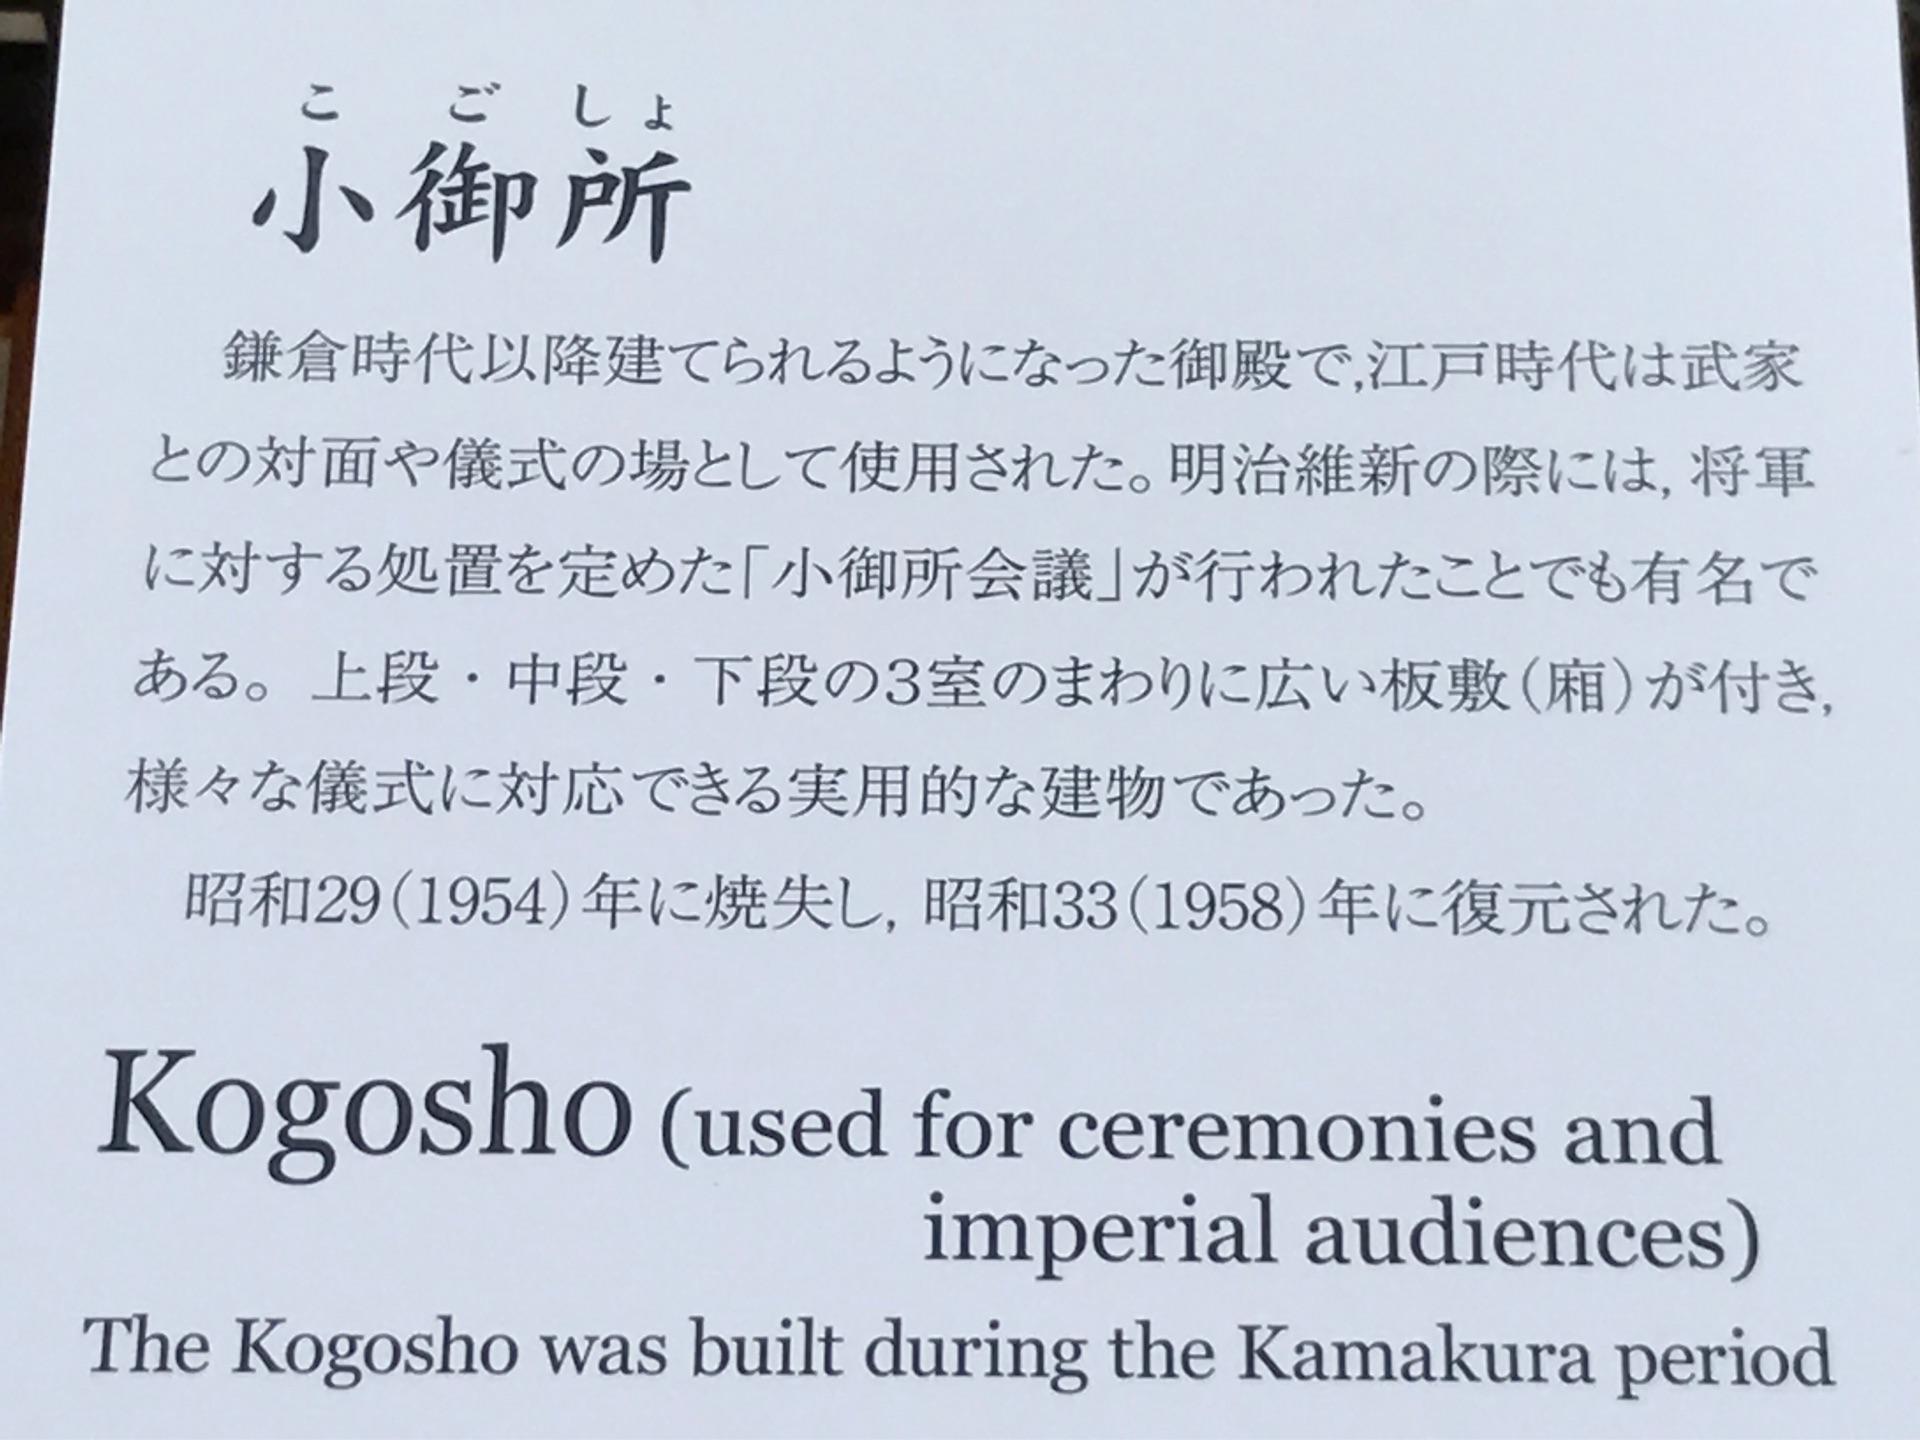 こごしょ
小御所
鎌倉時代以降建てられるようになった御殿で,江戸時代は武家
との対面や儀式の場として使用された。明治維新の際には,将軍
に対する処置を定めた「小御所会議」が行われたことでも有名で
ある。上段・中段・下段の3室のまわりに広い板敷(廂)が付き,
様々な儀式に対応できる実用的な建物であった。
昭和29(1954)年に焼失し,昭和33(1958)年に復元された。
Kogosho (used for ceremonies and
imperial audiences)
The Kogosho was built during the Kamakura period